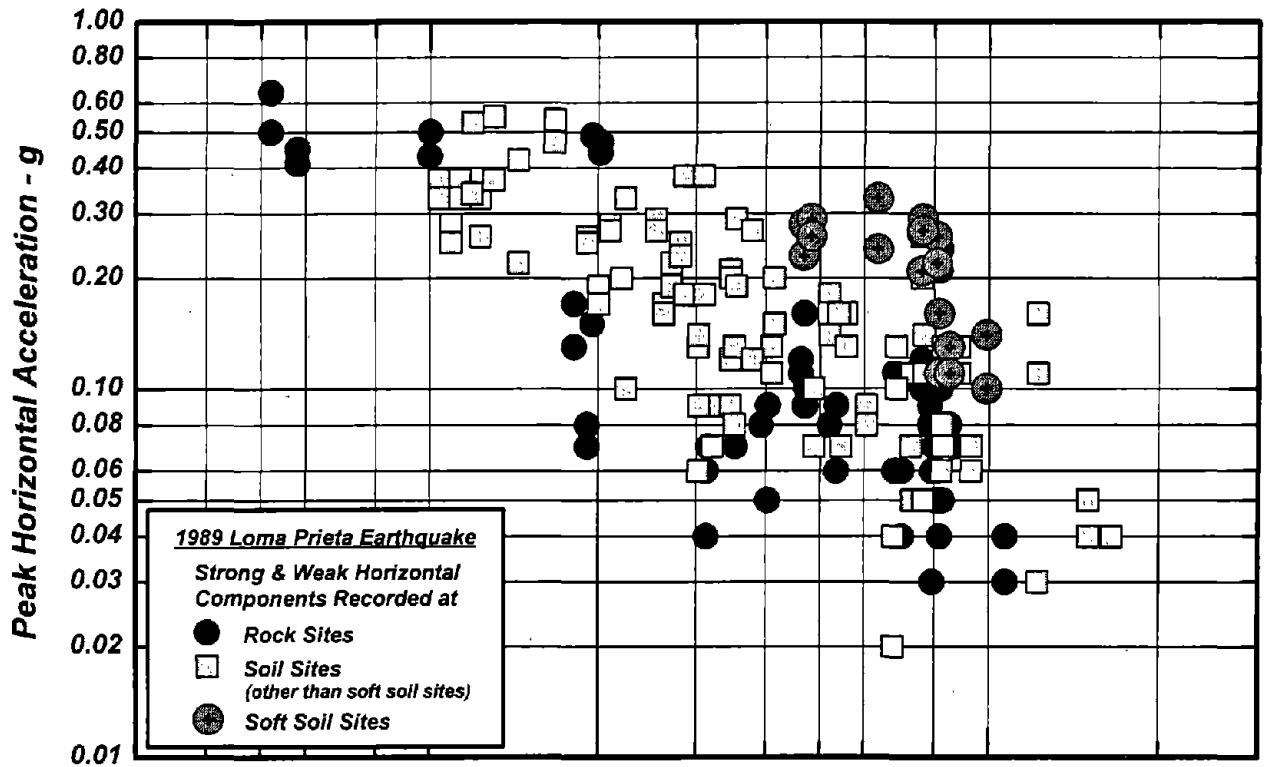 Peak Horizontal Acceleration - g
1.00
0.80
0.60
0.50
0.40
0.30
0.20
0.10
0.08
0.06
0.05
0.04
0.03
0.02
0.01
1989 Loma Prieta Earthquake
Strong & Weak Horizontal
Components Recorded at
Rock Sites
Soil Sites
(other than soft soil sites)
Soft Soil Sites